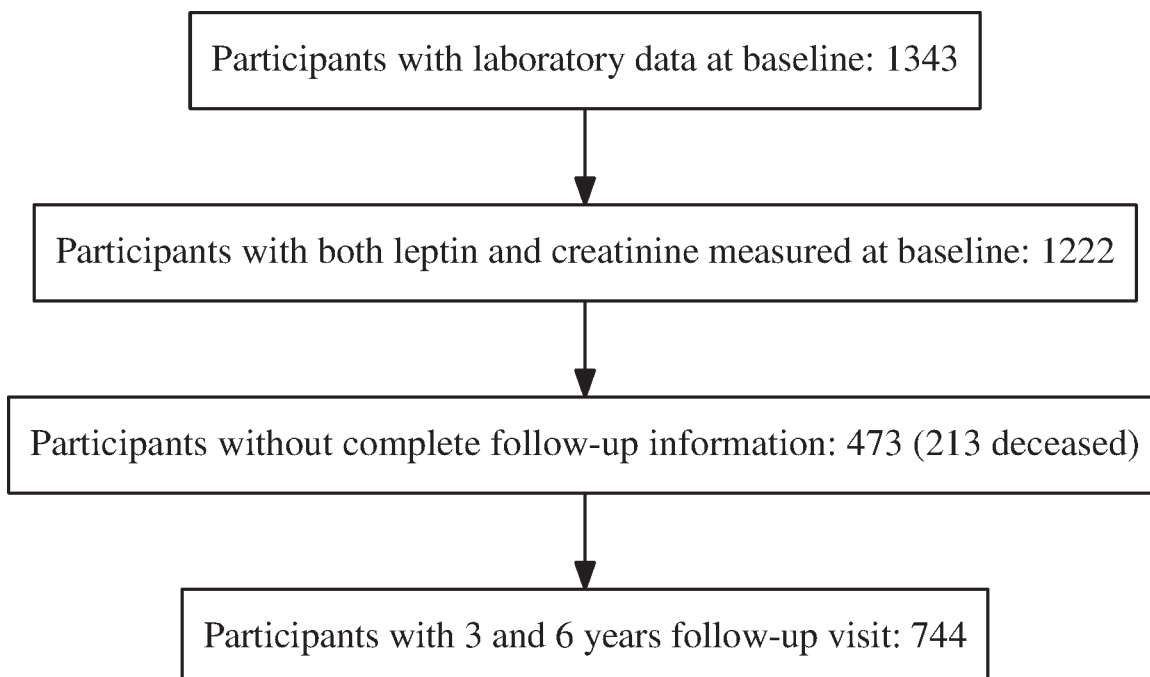 Participants with laboratory data at baseline: 1343
Participants with both leptin and creatinine measured at baseline: 1222
Participants without complete follow-up information: 473 (213 deceased)
Participants with 3 and 6 years follow-up visit: 744